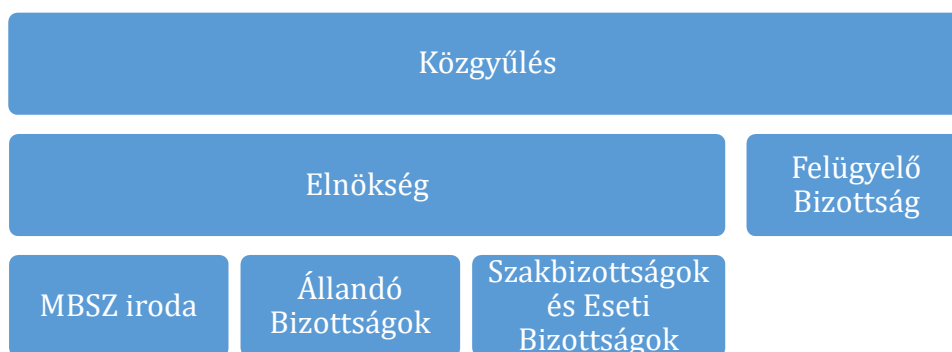 Közgyűlés
Elnökség
Felügyelő
Bizottság
MBSZ iroda
Állandó
Bizottságok
Szakbizottságok
és Eseti
Bizottságok